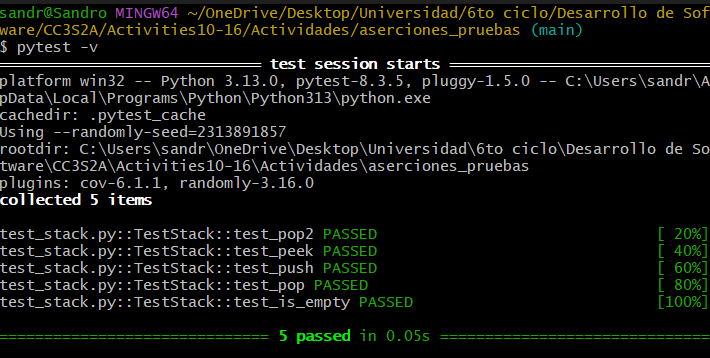 sandr@Sandro MINGW64 ~/OneDrive/Desktop/Universidad/6to ciclo/Desarrollo de Sof
ware/CC3S2A/Activities10-16/Actividades/aserciones_pruebas (main)
$ pytest -v
============================= test session starts =============================
platform win32 -- Python 3.13.0, pytest-8.3.5, pluggy-1.5.0 -- C:\Users\sandr\A
pData\Local\Programs\Python\Python313\python.exe
cachedir: .pytest_cache
Using --randomly-seed=2313891857
rootdir: C:\Users\sandr\OneDrive\Desktop\Universidad\6to ciclo\Desarrollo de So
tware\CC3S2A\Activities10-16\Actividades\aserciones_pruebas
plugins: cov-6.1.1, randomly-3.16.0
collected 5 items
test_stack.py::TestStack::test_pop2 PASSED [ 20%]
test_stack.py::TestStack::test_peek PASSED [ 40%]
test_stack.py::TestStack::test_push PASSED [ 60%]
test_stack.py::TestStack::test_pop PASSED [ 80%]
test_stack.py::TestStack::test_is_empty PASSED [100%]
============================== 5 passed in 0.05s ==============================